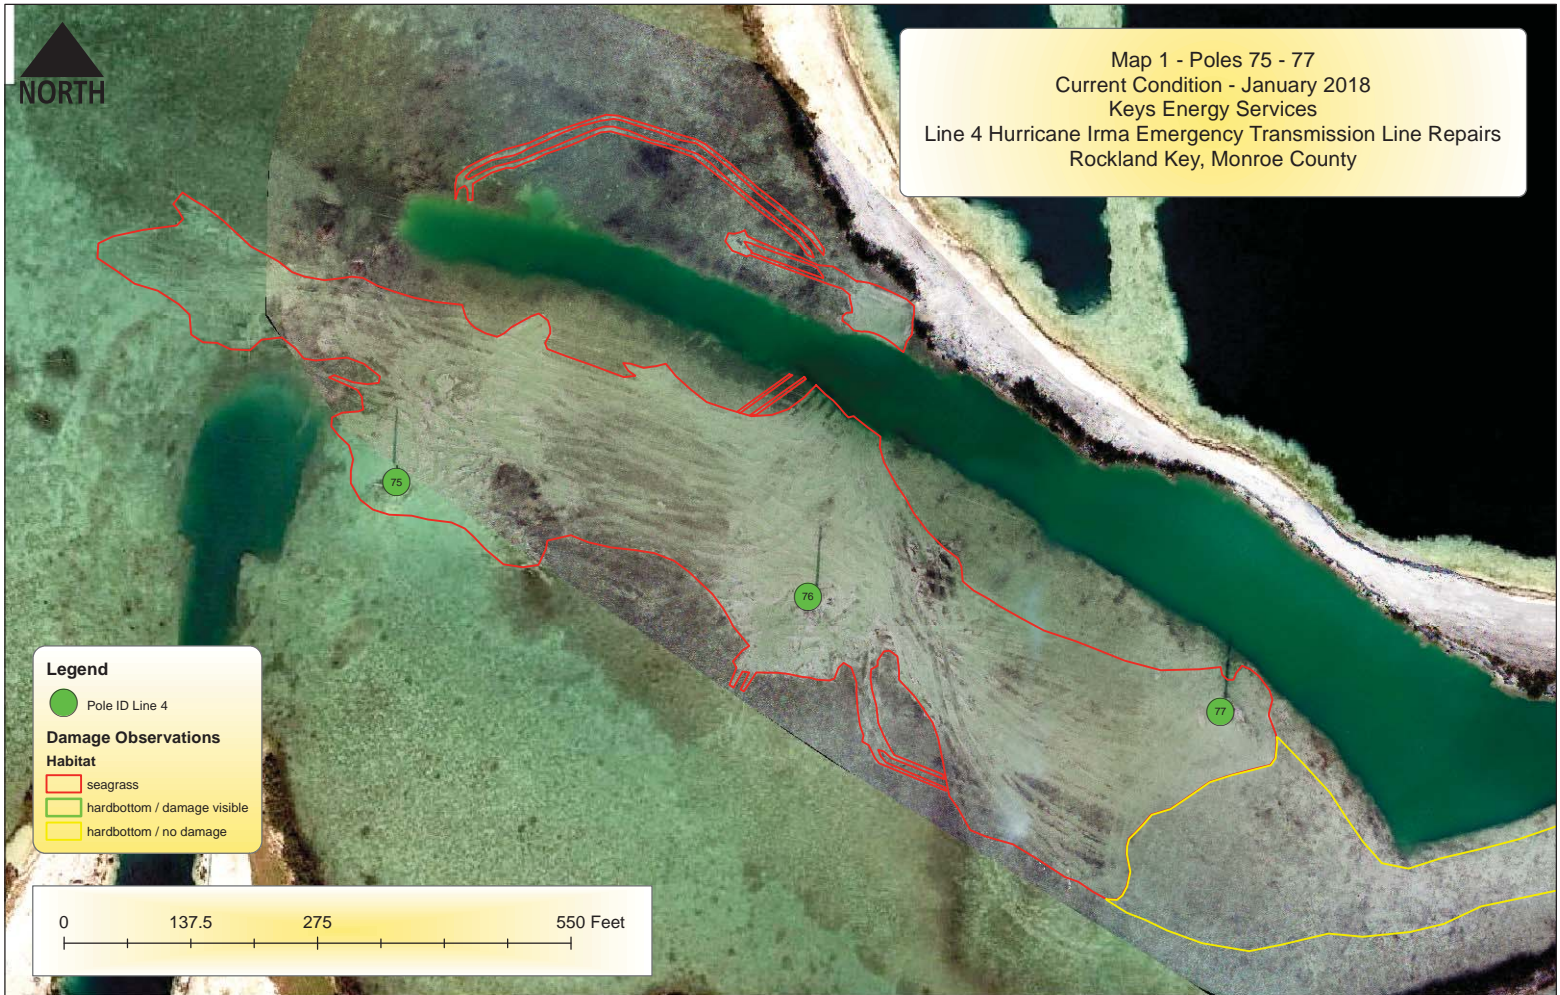 NORTH
Map 1 - Poles 75 - 77
Current Condition - January 2018
Keys Energy Services
Line 4 Hurricane Irma Emergency Transmission Line Repairs
Rockland Key, Monroe County
75
76
77
Legend
Pole ID Line 4
Damage Observations
Habitat
seagrass
hardbottom / damage visible
hardbottom / no damage
0 137.5 275 550 Feet